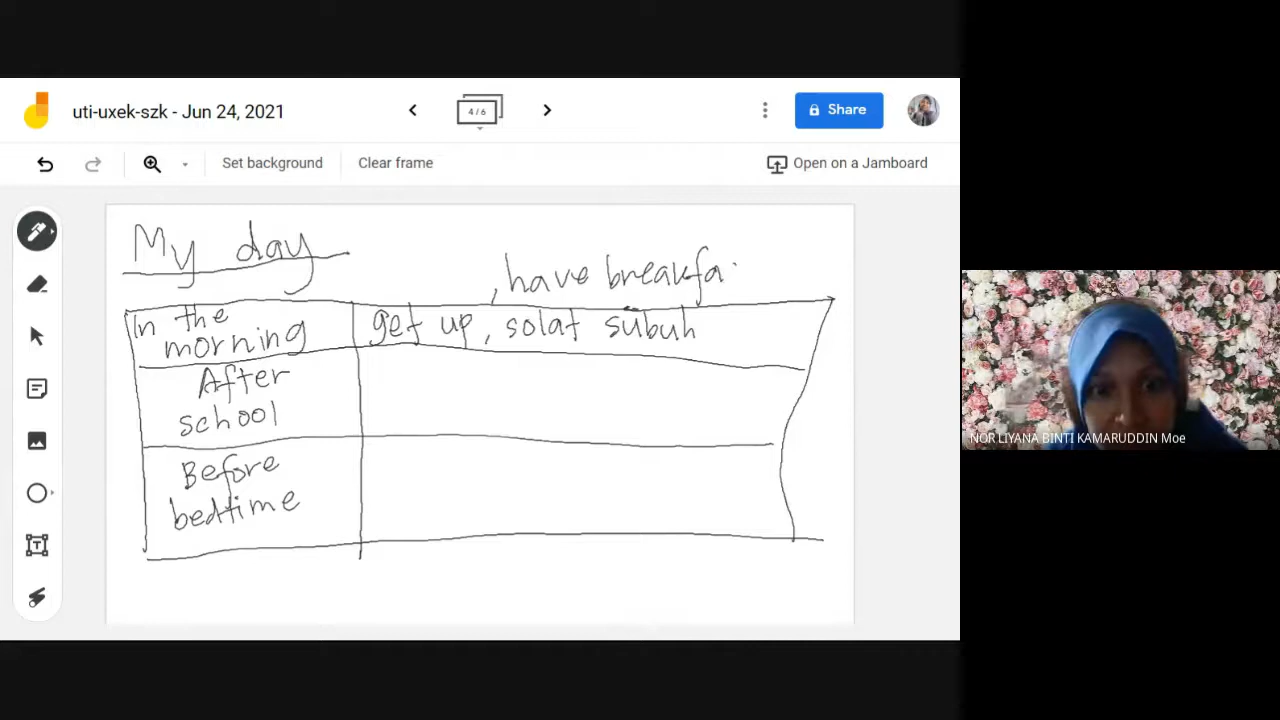 uti-uxek-szk - Jun 24, 2021
4/6
Share
Set background
Clear frame
Open on a Jamboard
My day
, have breakfa
In the
morning
get up, solat subuh
After
school
Before
bedtime
NOR LIYANA BINTI KAMARUDDIN Moe